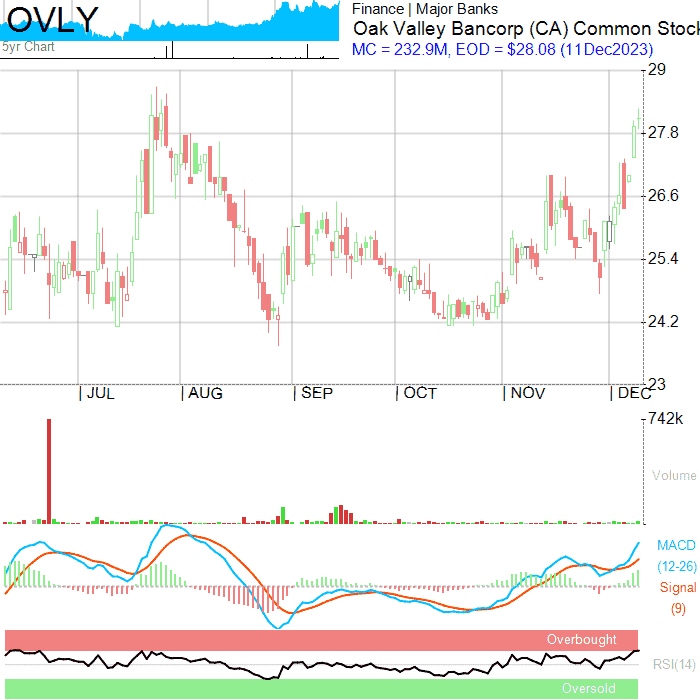 OVLY
5yr Chart
Finance | Major Banks
Oak Valley Bancorp (CA) Common Stock
MC = 232.9M, EOD = $28.08 (11Dec2023)
29
27.8
26.6
25.4
24.2
23
JUL
AUG
SEP
OCT
NOV
DEC
742k
Volume
MACD
(12-26)
Signal
(9)
Overbought
RSI(14)
Oversold